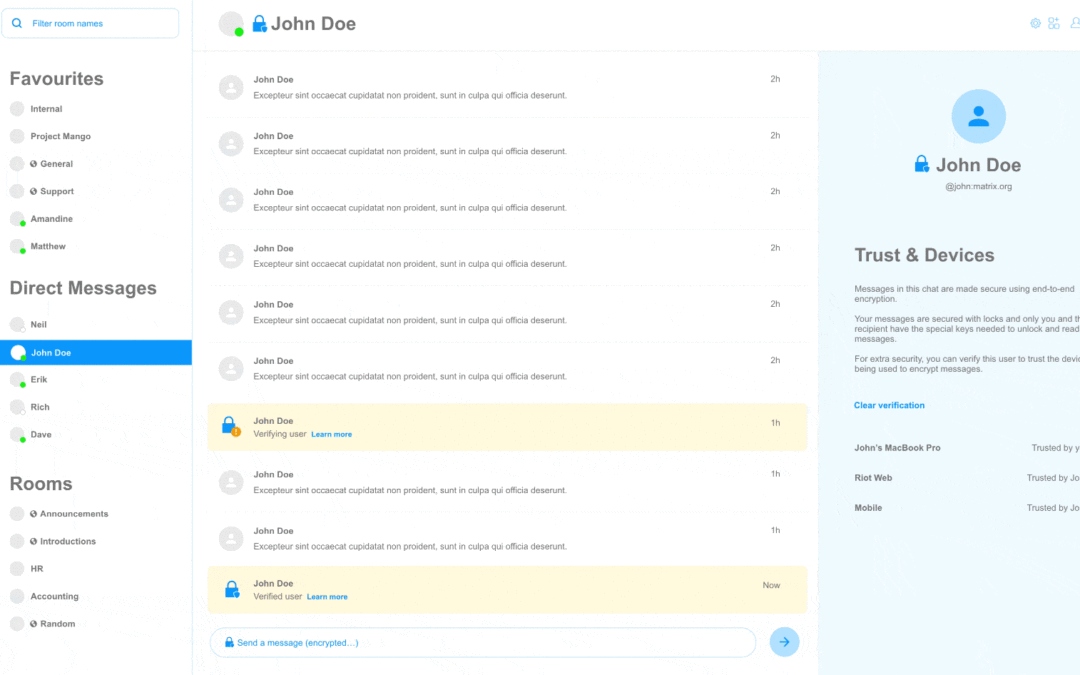 Filter room names
Favourites
Internal
Project Mango
General
Support
Amandine
Matthew
Direct Messages
Neil
John Doe
Erik
Rich
Dave
Rooms
Announcements
Introductions
HR
Accounting
Random
John Doe
John Doe 2h
Excepteur sint occaecat cupidatat non proident, sunt in culpa qui officia deserunt.
John Doe 2h
Excepteur sint occaecat cupidatat non proident, sunt in culpa qui officia deserunt.
John Doe 2h
Excepteur sint occaecat cupidatat non proident, sunt in culpa qui officia deserunt.
John Doe 2h
Excepteur sint occaecat cupidatat non proident, sunt in culpa qui officia deserunt.
John Doe 2h
Excepteur sint occaecat cupidatat non proident, sunt in culpa qui officia deserunt.
John Doe 2h
Excepteur sint occaecat cupidatat non proident, sunt in culpa qui officia deserunt.
John Doe 1h
Verifying user Learn more
John Doe 1h
Excepteur sint occaecat cupidatat non proident, sunt in culpa qui officia deserunt.
John Doe 1h
Excepteur sint occaecat cupidatat non proident, sunt in culpa qui officia deserunt.
John Doe Now
Verified user Learn more
Send a message (encrypted...)
John Doe
@john:matrix.org
Trust & Devices
Messages in this chat are made secure using end-to-end
encryption.
Your messages are secured with locks and only you and
recipient have the special keys needed to unlock and read
messages.
For extra security, you can verify this user to trust the
being used to encrypt messages.
Clear verification
John's MacBook Pro Trusted by
Riot Web Trusted by
Mobile Trusted by